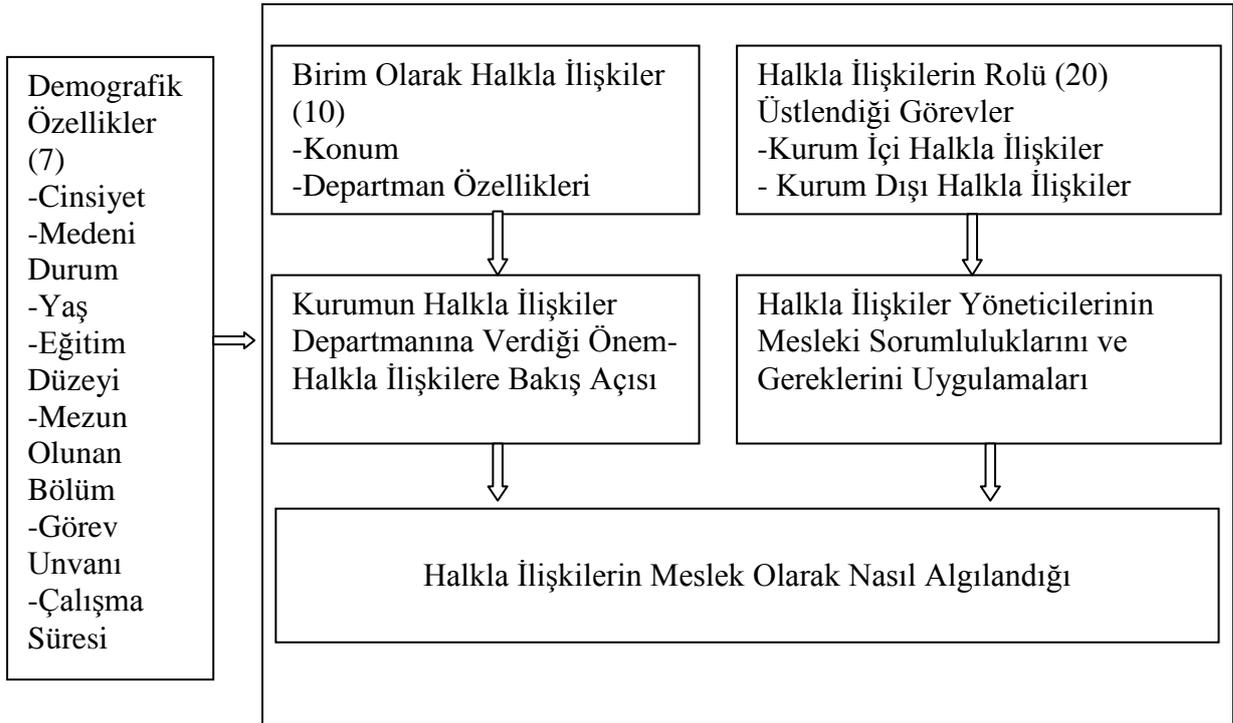 Demografik
Özellikler
(7)
-Cinsiyet
-Medeni
Durum
-Yaş
-Eğitim
Düzeyi
-Mezun
Olunan
Bölüm
-Görev
Unvanı
-Çalışma
Süresi
Birim Olarak Halkla İlişkiler
(10)
-Konum
-Departman Özellikleri
Halkla İlişkilerin Rolü (20)
Üstlendiği Görevler
-Kurum İçi Halkla İlişkiler
- Kurum Dışı Halkla İlişkiler
Kurumun Halkla İlişkiler
Departmanına Verdiği Önem-
Halkla İlişkilere Bakış Açısı
Halkla İlişkiler Yöneticilerinin
Mesleki Sorumluluklarını ve
Gereklerini Uygulamaları
Halkla İlişkilerin Meslek Olarak Nasıl Algılandığı